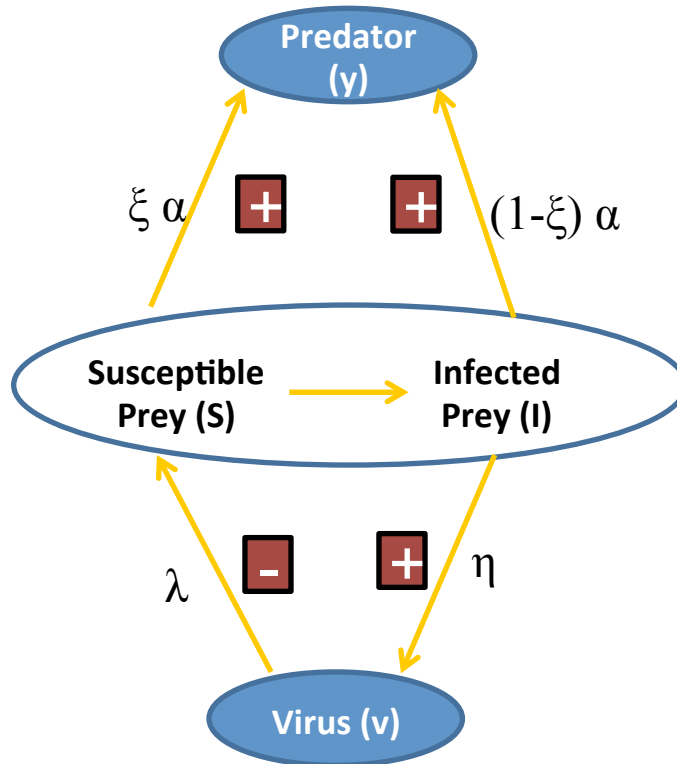 Predator
(y)
ξ α
+
+
(1-ξ) α
Susceptible
Prey (S)
Infected
Prey (I)
λ
-
+
η
Virus (v)